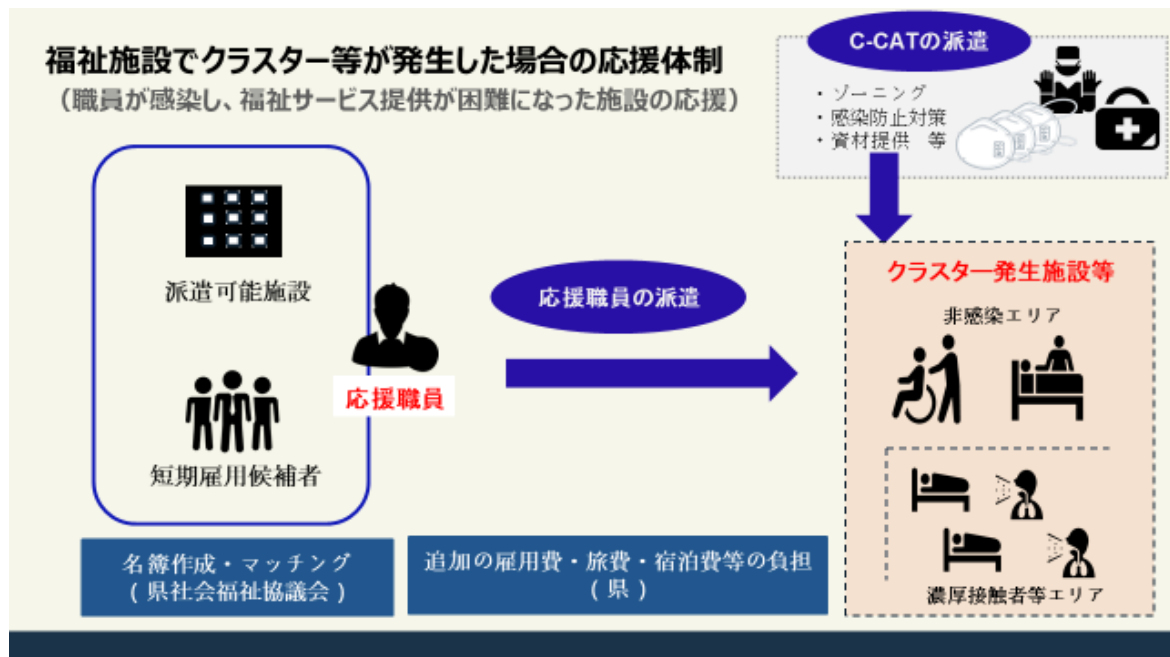 福祉施設でクラスター等が発生した場合の応援体制
（職員が感染し、福祉サービス提供が困難になった施設の応援）
C-CATの派遣
・ゾーニング
・感染防止対策
・資材提供　等
派遣可能施設
応援職員
短期雇用候補者
応援職員の派遣
クラスター発生施設等
非感染エリア
濃厚接触者等エリア
名簿作成・マッチング
（県社会福祉協議会）
追加の雇用費・旅費・宿泊費等の負担
（県）